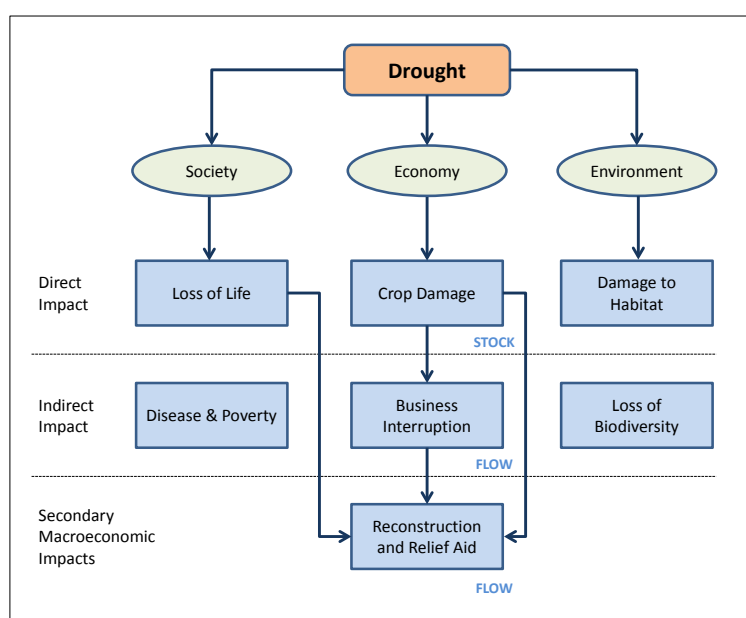 Drought
Society
Economy
Environment
Direct
Impact
Loss of Life
Crop Damage
Damage to
Habitat
STOCK
Indirect
Impact
Disease & Poverty
Business
Interruption
Loss of
Biodiversity
FLOW
Secondary
Macroeconomic
Impacts
Reconstruction
and Relief Aid
FLOW